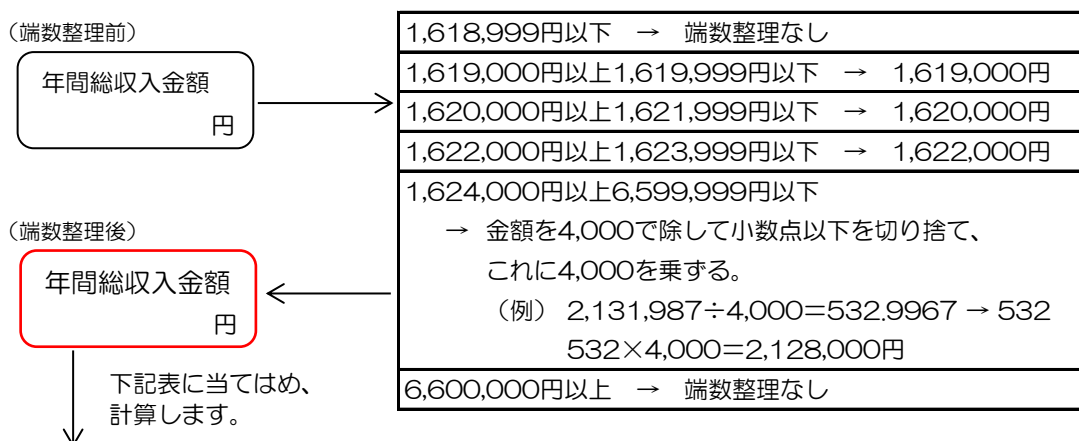 （端数整理前）
年間総収入金額
円
1,618,999円以下　→　端数整理なし
1,619,000円以上1,619,999円以下　→　1,619,000円
1,620,000円以上1,621,999円以下　→　1,620,000円
1,622,000円以上1,623,999円以下　→　1,622,000円
1,624,000円以上6,599,999円以下
→　金額を4,000で除して小数点以下を切り捨て、
これに4,000を乗ずる。
（例） 2,131,987÷4,000＝532.9967 → 532
532×4,000＝2,128,000円
6,600,000円以上　→　端数整理なし
（端数整理後）
年間総収入金額
円
下記表に当てはめ、
計算します。